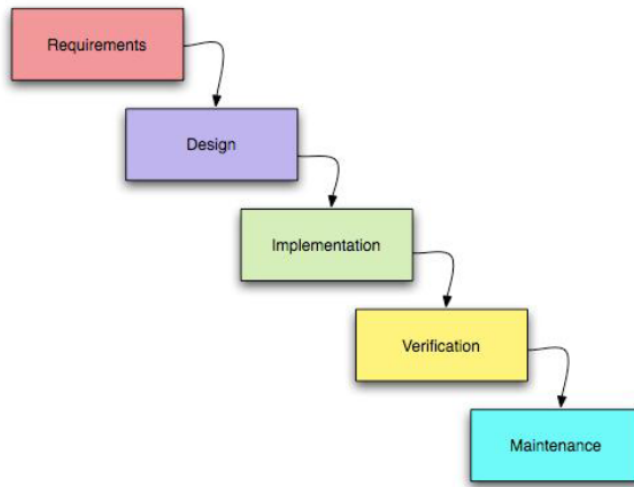 Requirements
Design
Implementation
Verification
Maintenance